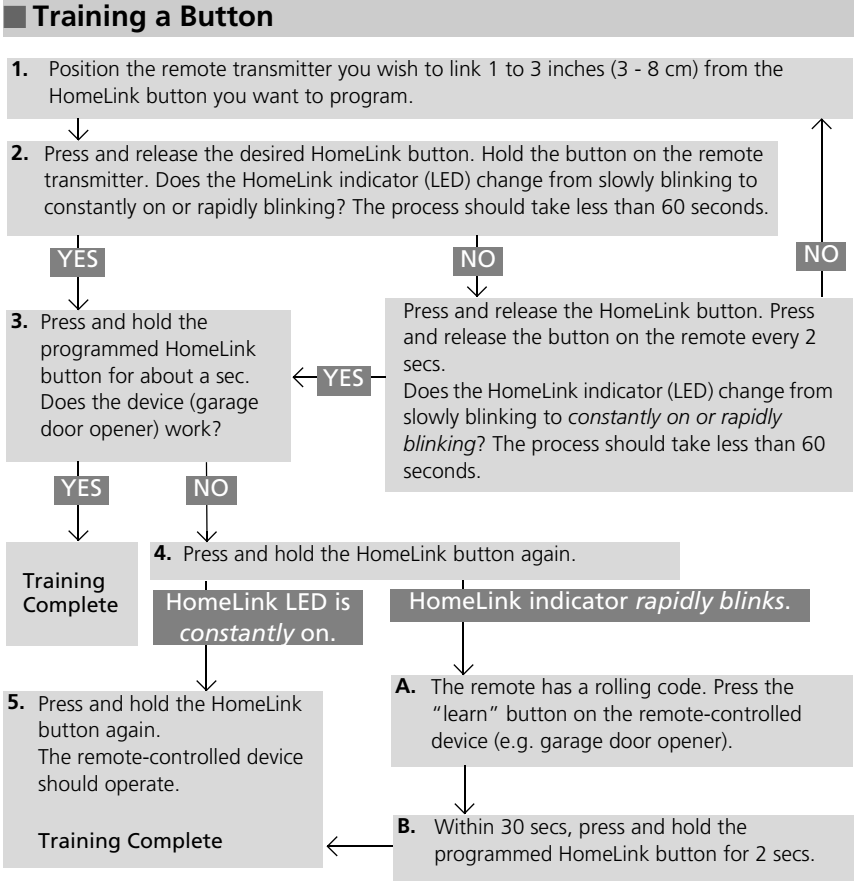 Training a Button
1. Position the remote transmitter you wish to link 1 to 3 inches (3 - 8 cm) from the
HomeLink button you want to program.
2. Press and release the desired HomeLink button. Hold the button on the remote
transmitter. Does the HomeLink indicator (LED) change from slowly blinking to
constantly on or rapidly blinking? The process should take less than 60 seconds.
YES
NO
NO
3. Press and hold the
programmed HomeLink
button for about a sec.
Does the device (garage
door opener) work?
YES
Press and release the HomeLink button. Press
and release the button on the remote every 2
secs.
Does the HomeLink indicator (LED) change from
slowly blinking to constantly on or rapidly
blinking? The process should take less than 60
seconds.
YES
NO
Training
Complete
4. Press and hold the HomeLink button again.
HomeLink LED is
constantly on.
HomeLink indicator rapidly blinks.
5. Press and hold the HomeLink
button again.
The remote-controlled device
should operate.
Training Complete
A. The remote has a rolling code. Press the
“learn” button on the remote-controlled
device (e.g. garage door opener).
B. Within 30 secs, press and hold the
programmed HomeLink button for 2 secs.